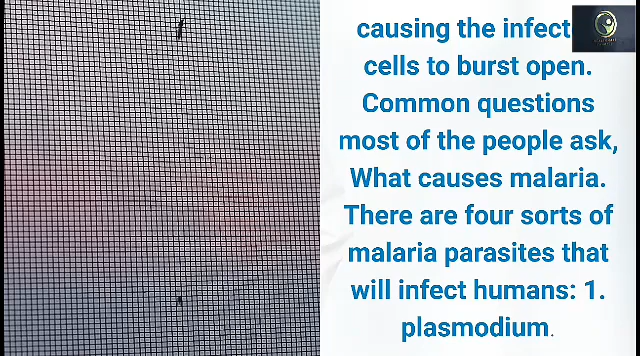 causing the infect
cells to burst open.
Common questions
most of the people ask,
What causes malaria.
There are four sorts of
malaria parasites that
will infect humans: 1.
plasmodium.